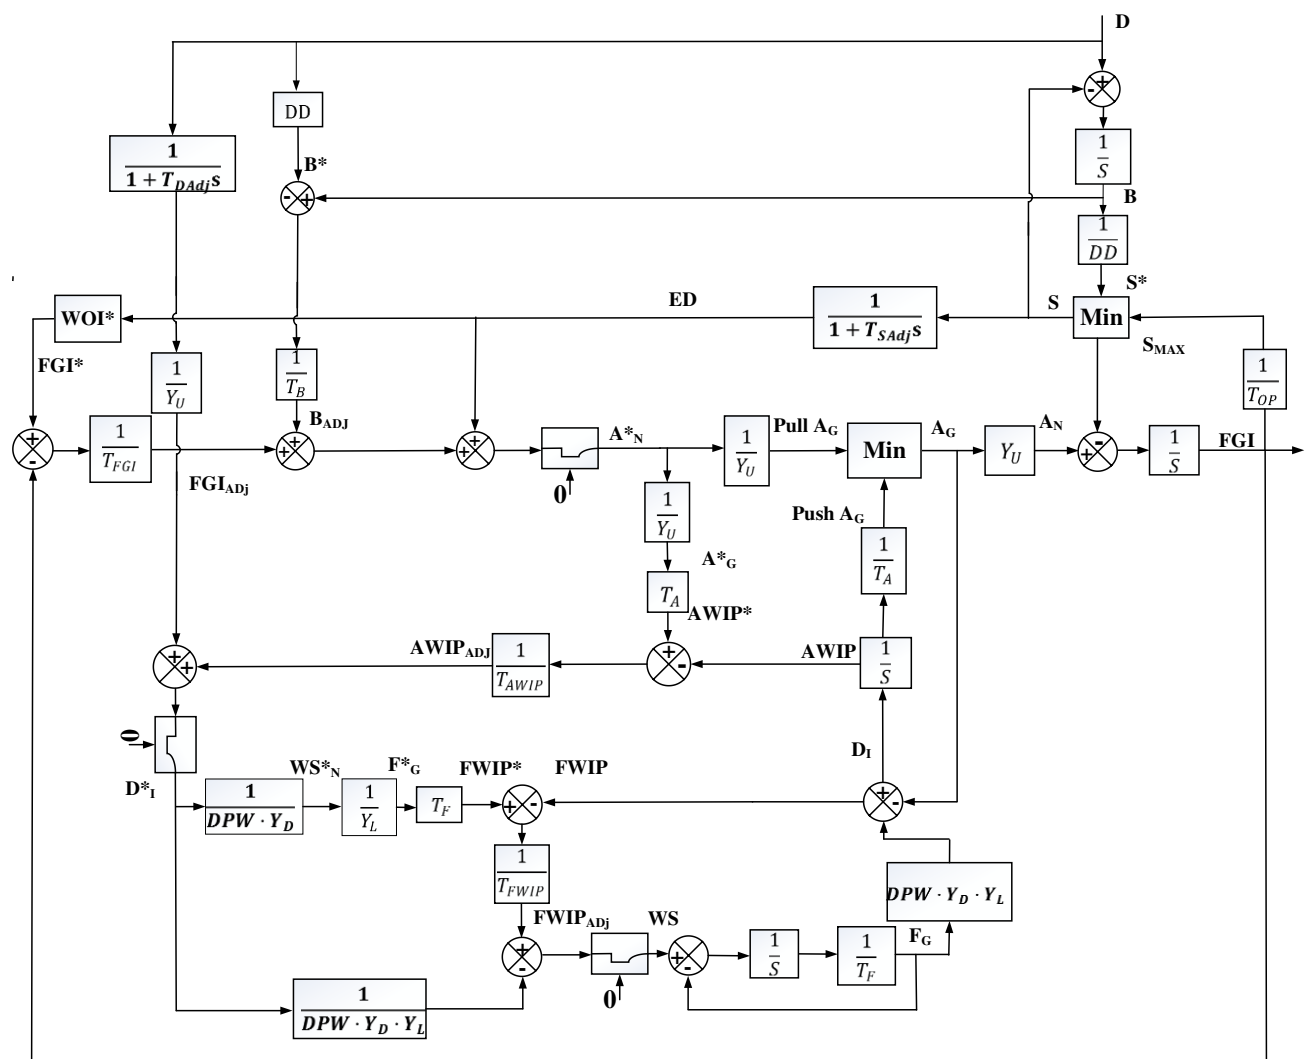 D
+
-
DD
1
1 + T_DAdj s
B*
-
+
1
S
B
1
DD
S*
ED
WOI*
1
1 + T_SAdj s
S
Min
S_MAX
FGI*
1
Y_U
1
T_B
1
T_OP
+
-
1
T_FGI
B_ADJ
+
+
+
+
A*_N
0
1
Y_U
Pull A_G
Min
A_G
Y_U
A_N
-
+
1
S
FGI
FGI_ADj
1
Y_U
A*_G
Push A_G
1
T_A
T_A
AWIP*
AWIP_ADJ
1
T_AWIP
+
-
AWIP
1
S
+
+
0
D*_I
WS*_N
F*_G
FWIP*
FWIP
D_I
1
DPW · Y_D
1
Y_L
T_F
+
-
+
-
1
T_FWIP
DPW · Y_D · Y_L
FWIP_ADj
WS
+
-
0
+
-
1
S
1
T_F
F_G
1
DPW · Y_D · Y_L